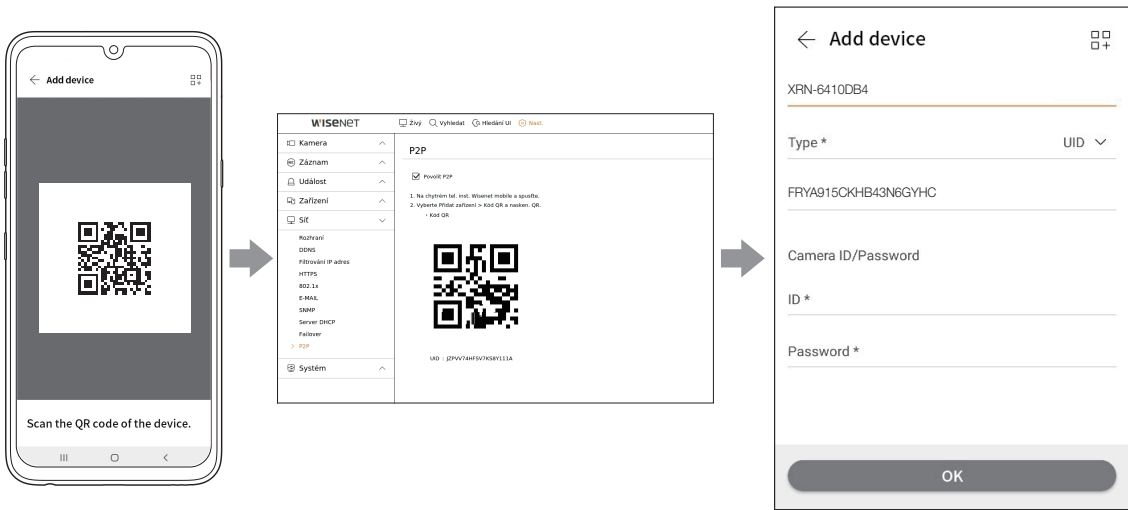 Add device
Scan the QR code of the device.
WISENET
Živý Vyhledat Hledání UI Nast.
Kamera
Záznam
Událost
Zařízení
Síť
Rozhraní
DDNS
Filtrování IP adres
HTTPS
802.1x
E-MAIL
SNMP
Server DHCP
Failover
> P2P
Systém
P2P
Povolit P2P
1. Na chytrém tel. inst. Wisenet mobile a spusťte.
2. Vyberte Přidat zařízení > Kód QR a nasken. QR.
- Kód QR
UID : JZPVV74HFSV7KS8Y111A
Add device
XRN-6410DB4
Type * UID
FRYA915CKHB43N6GYHC
Camera ID/Password
ID *
Password *
OK